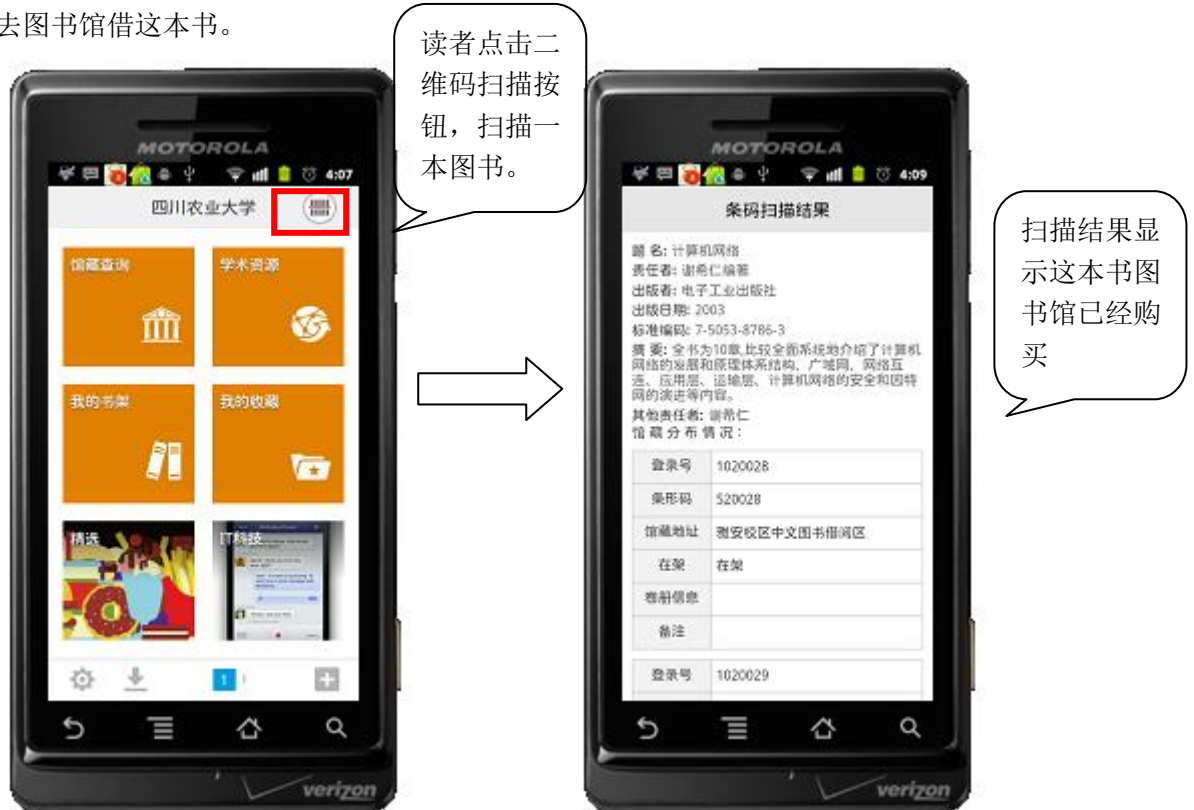 去图书馆借这本书。
读者点击二
维码扫描按
钮，扫描一
本图书。
MOTOROLA
4:07
四川农业大学
馆藏查询
学术资源
我的书架
我的收藏
精选
IT科技
1
verizon
MOTOROLA
4:09
条码扫描结果
题 名: 计算机网络
责任者: 谢希仁编著
出版者: 电子工业出版社
出版日期: 2003
标准编码: 7-5053-8786-3
摘 要: 全书为10章,比较全面系统地介绍了计算机
网络的发展和原理体系结构、广域网、网络互
连、应用层、运输层、计算机网络的安全和因特
网的演进等内容。
其他责任者: 谢希仁
馆 藏 分 布 情 况：
登录号 1020028
条形码 520028
馆藏地址 雅安校区中文图书借阅区
在架 在架
卷册信息
备注
登录号 1020029
verizon
扫描结果显
示这本书图
书馆已经购
买